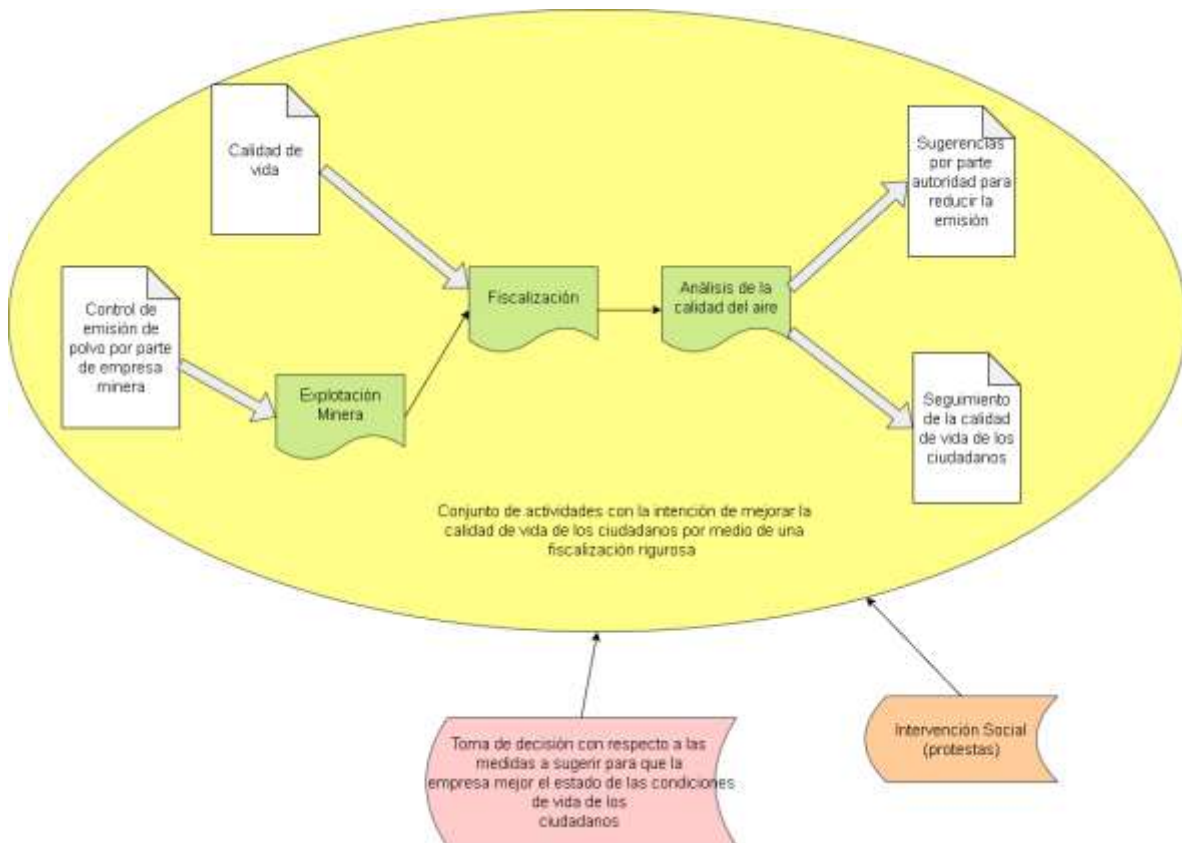 Calidad de
vida
Sugerencias
por parte
autoridad para
reducir la
emisión
Control de
emisión de
polvo por parte
de empresa
minera
Fiscalización
Análisis de la
calidad del aire
Explotación
Minera
Seguimiento
de la calidad
de vida de los
ciudadanos
Conjunto de actividades con la intención de mejorar la
calidad de vida de los ciudadanos por medio de una
fiscalización rigurosa
Toma de decisión con respecto a las
medidas a sugerir para que la
empresa mejor el estado de las condiciones
de vida de los
ciudadanos
Intervención Social
(protestas)